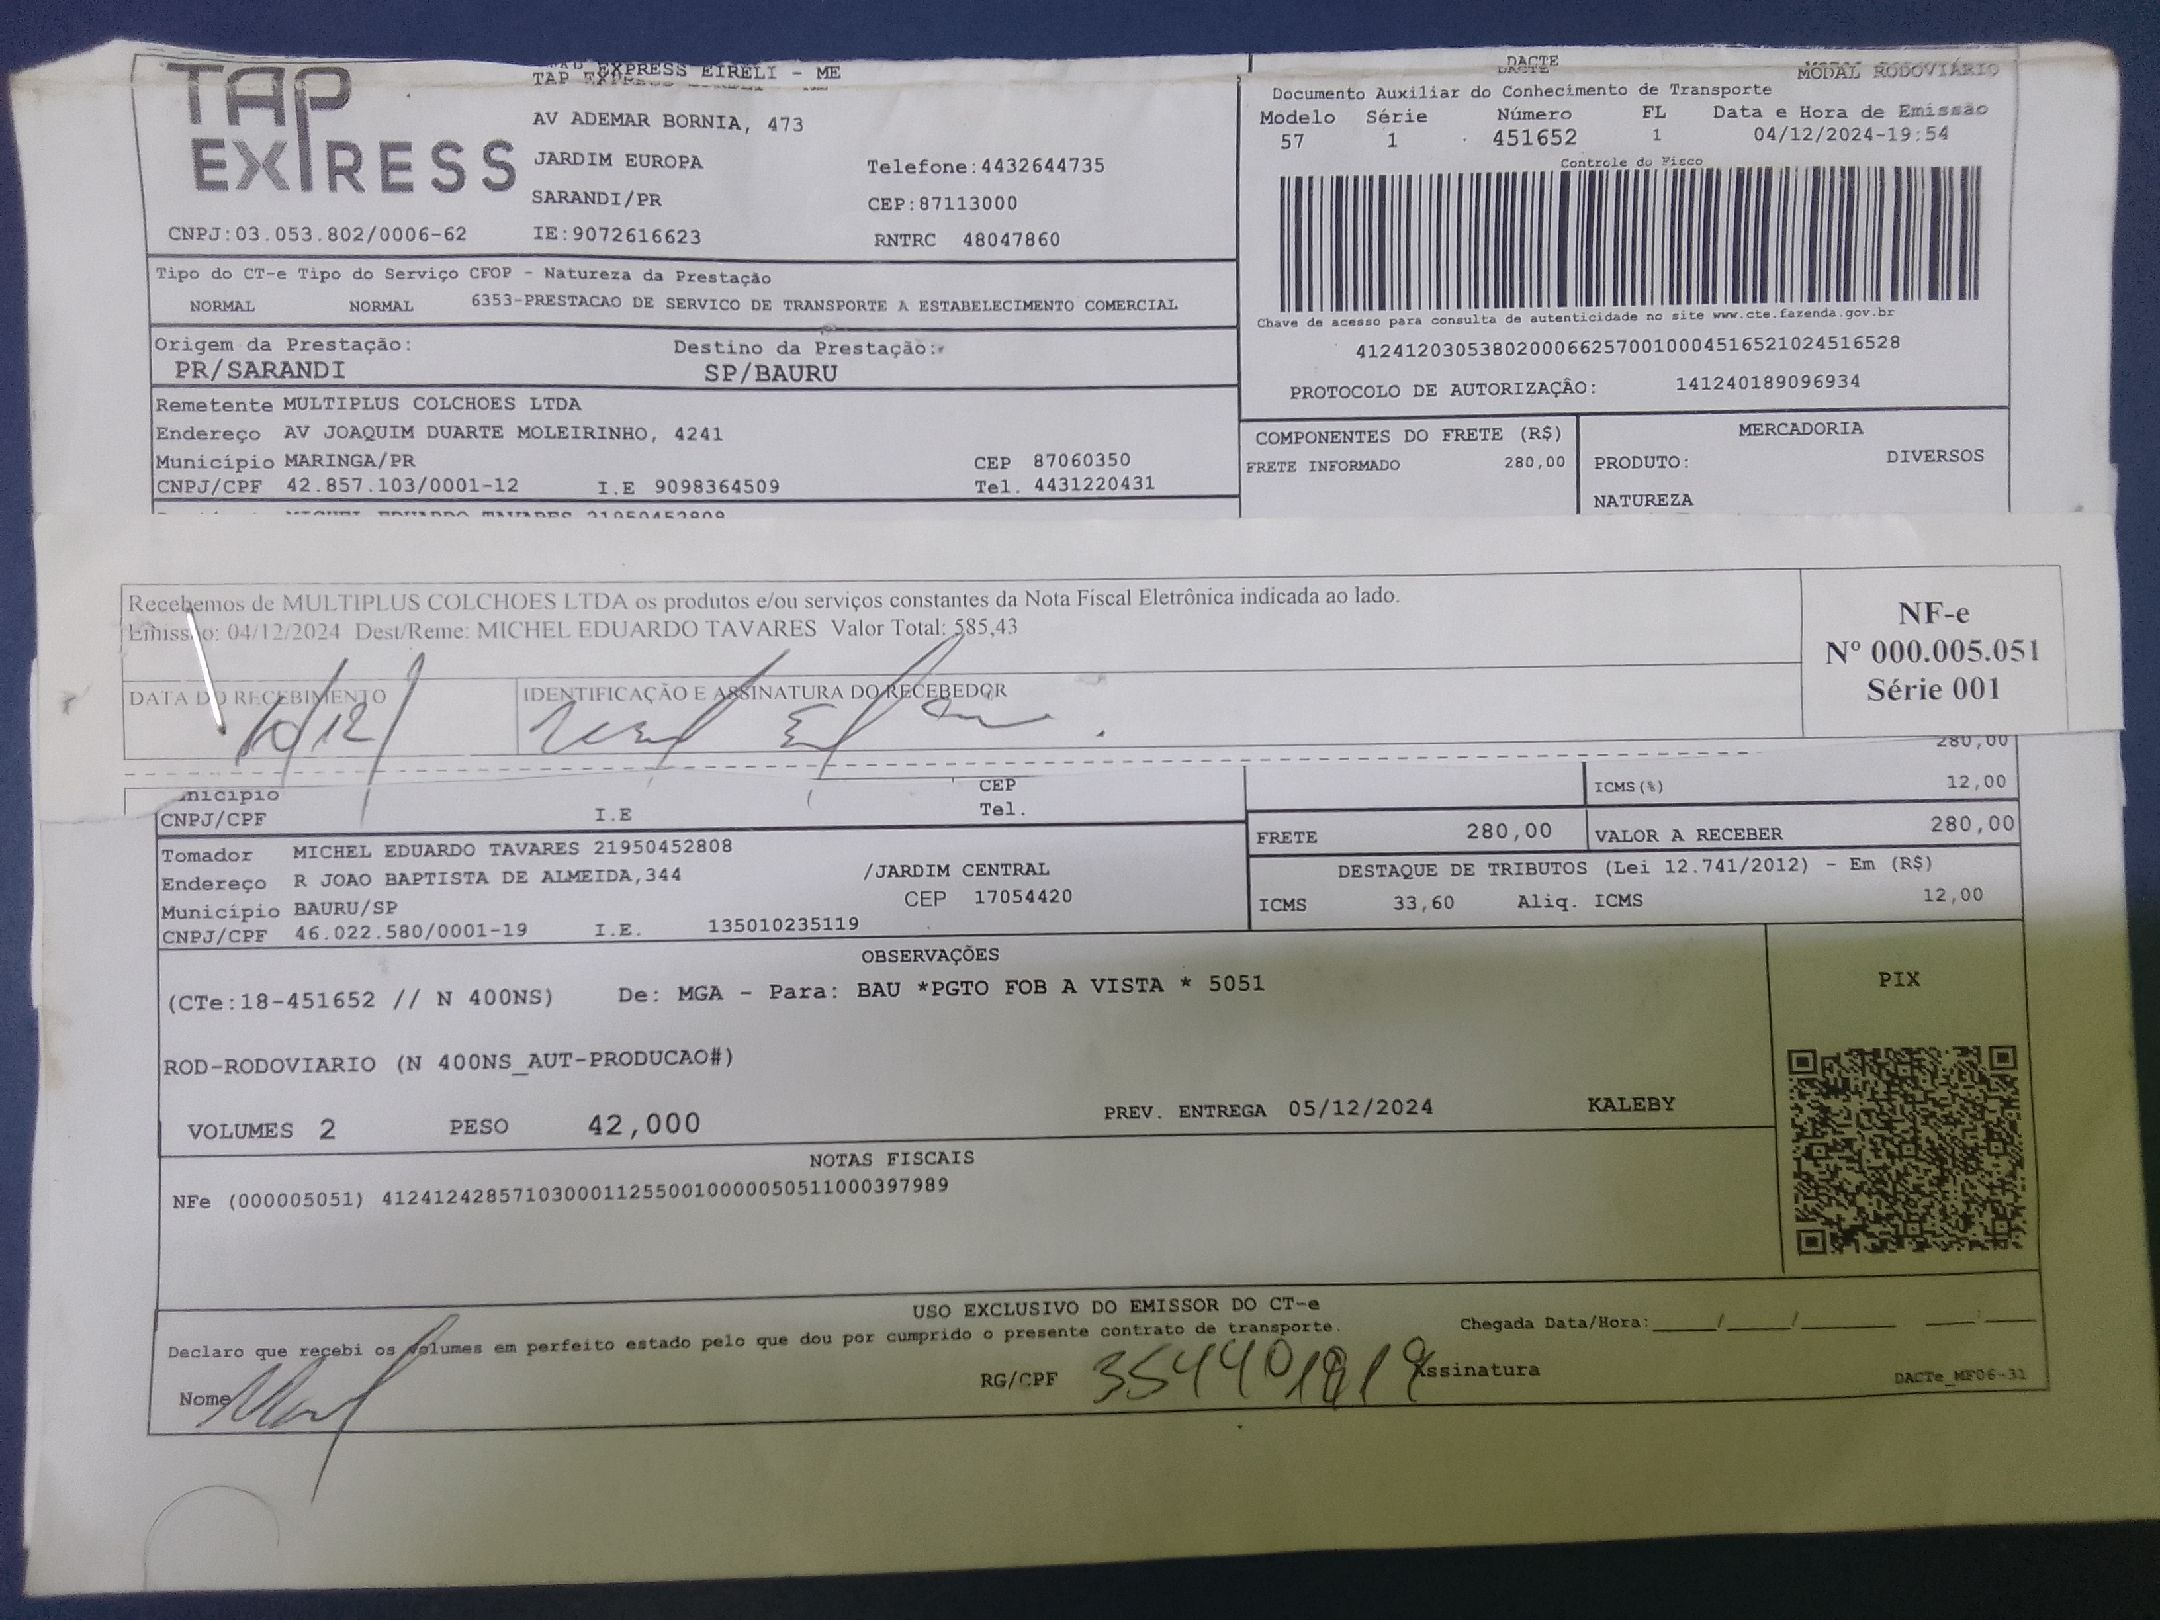 TAP EXPRESS
TAP EXPRESS EIRELI - ME
AV ADEMAR BORNIA, 473
JARDIM EUROPA Telefone:4432644735
SARANDI/PR CEP:87113000
CNPJ:03.053.802/0006-62 IE:9072616623 RNTRC 48047860
DACTE MODAL RODOVIÁRIO
Documento Auxiliar do Conhecimento de Transporte
Modelo Série Número FL Data e Hora de Emissão
57 1 451652 1 04/12/2024-19:54
Controle do Fisco
Chave de acesso para consulta de autenticidade no site www.cte.fazenda.gov.br
41241203053802000662570010004516521024516528
PROTOCOLO DE AUTORIZAÇÃO: 141240189096934
Tipo do CT-e Tipo do Serviço CFOP - Natureza da Prestação
NORMAL NORMAL 6353-PRESTACAO DE SERVICO DE TRANSPORTE A ESTABELECIMENTO COMERCIAL
Origem da Prestação: Destino da Prestação:
PR/SARANDI SP/BAURU
Remetente MULTIPLUS COLCHOES LTDA
Endereço AV JOAQUIM DUARTE MOLEIRINHO, 4241
Município MARINGA/PR CEP 87060350
CNPJ/CPF 42.857.103/0001-12 I.E 9098364509 Tel. 4431220431
MICHEL EDUARDO TAVARES 21950452808
COMPONENTES DO FRETE (R$) MERCADORIA
FRETE INFORMADO 280,00 PRODUTO: DIVERSOS
NATUREZA
Recebemos de MULTIPLUS COLCHOES LTDA os produtos e/ou serviços constantes da Nota Fiscal Eletrônica indicada ao lado.
Emissão: 04/12/2024 Dest/Reme: MICHEL EDUARDO TAVARES Valor Total: 585,43
DATA DO RECEBIMENTO IDENTIFICAÇÃO E ASSINATURA DO RECEBEDOR
NF-e
Nº 000.005.051
Série 001
280,00
CEP
CNPJ/CPF I.E Tel.
ICMS(%) 12,00
FRETE 280,00 VALOR A RECEBER 280,00
Tomador MICHEL EDUARDO TAVARES 21950452808
Endereço R JOAO BAPTISTA DE ALMEIDA,344 /JARDIM CENTRAL
Município BAURU/SP CEP 17054420
CNPJ/CPF 46.022.580/0001-19 I.E. 135010235119
DESTAQUE DE TRIBUTOS (Lei 12.741/2012) - Em (R$)
ICMS 33,60 Aliq. ICMS 12,00
OBSERVAÇÕES
(CTe:18-451652 // N 400NS) De: MGA - Para: BAU *PGTO FOB A VISTA * 5051
PIX
ROD-RODOVIARIO (N 400NS_AUT-PRODUCAO#)
VOLUMES 2 PESO 42,000 PREV. ENTREGA 05/12/2024 KALEBY
NOTAS FISCAIS
NFe (000005051) 41241242857103000112550010000050511000397989
USO EXCLUSIVO DO EMISSOR DO CT-e
Declaro que recebi os volumes em perfeito estado pelo que dou por cumprido o presente contrato de transporte. Chegada Data/Hora:
Nome RG/CPF Assinatura DACTe_MF06-31